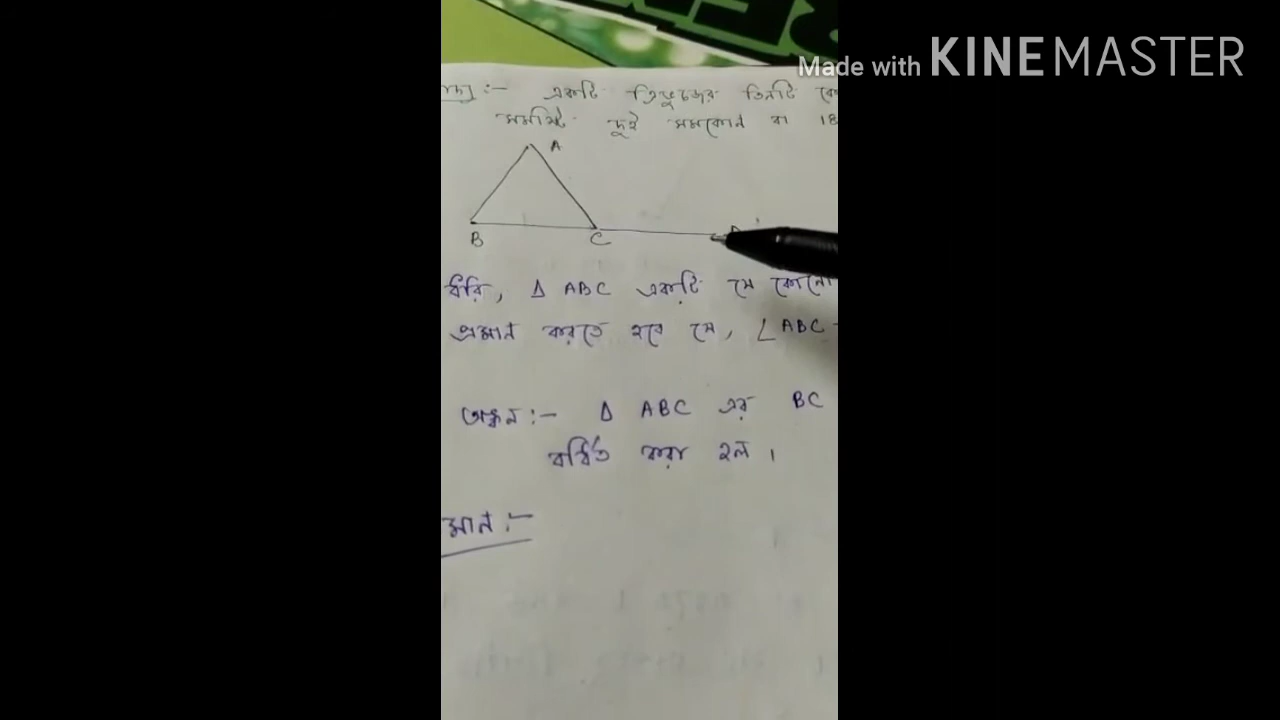 Made with KINEMASTER
একটি ত্রিভুজের তিনটি
সমষ্টি দুই সমকোন বা 18
A
B C D
ধরি, Δ ABC একটি যে কোনো
প্রমান করতে হবে যে, ∠ABC
অঙ্কন :- Δ ABC এর BC
বর্ধিত করা হল ।
মান :-